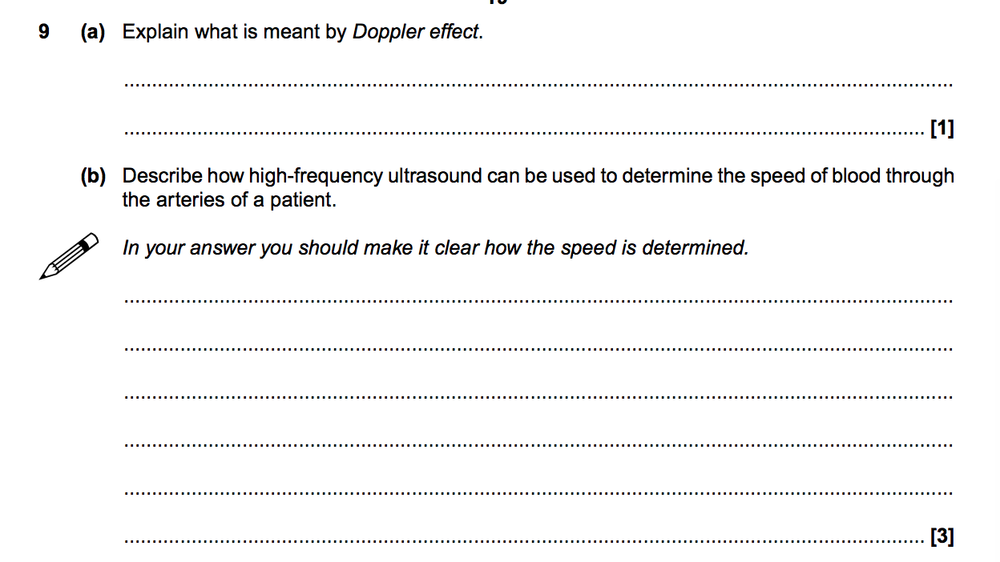 9 (a) Explain what is meant by Doppler effect.
..........................................................................................................................................
..................................................................................................................................... [1]
(b) Describe how high-frequency ultrasound can be used to determine the speed of blood through
the arteries of a patient.
In your answer you should make it clear how the speed is determined.
..........................................................................................................................................
..........................................................................................................................................
..........................................................................................................................................
..........................................................................................................................................
..........................................................................................................................................
..................................................................................................................................... [3]